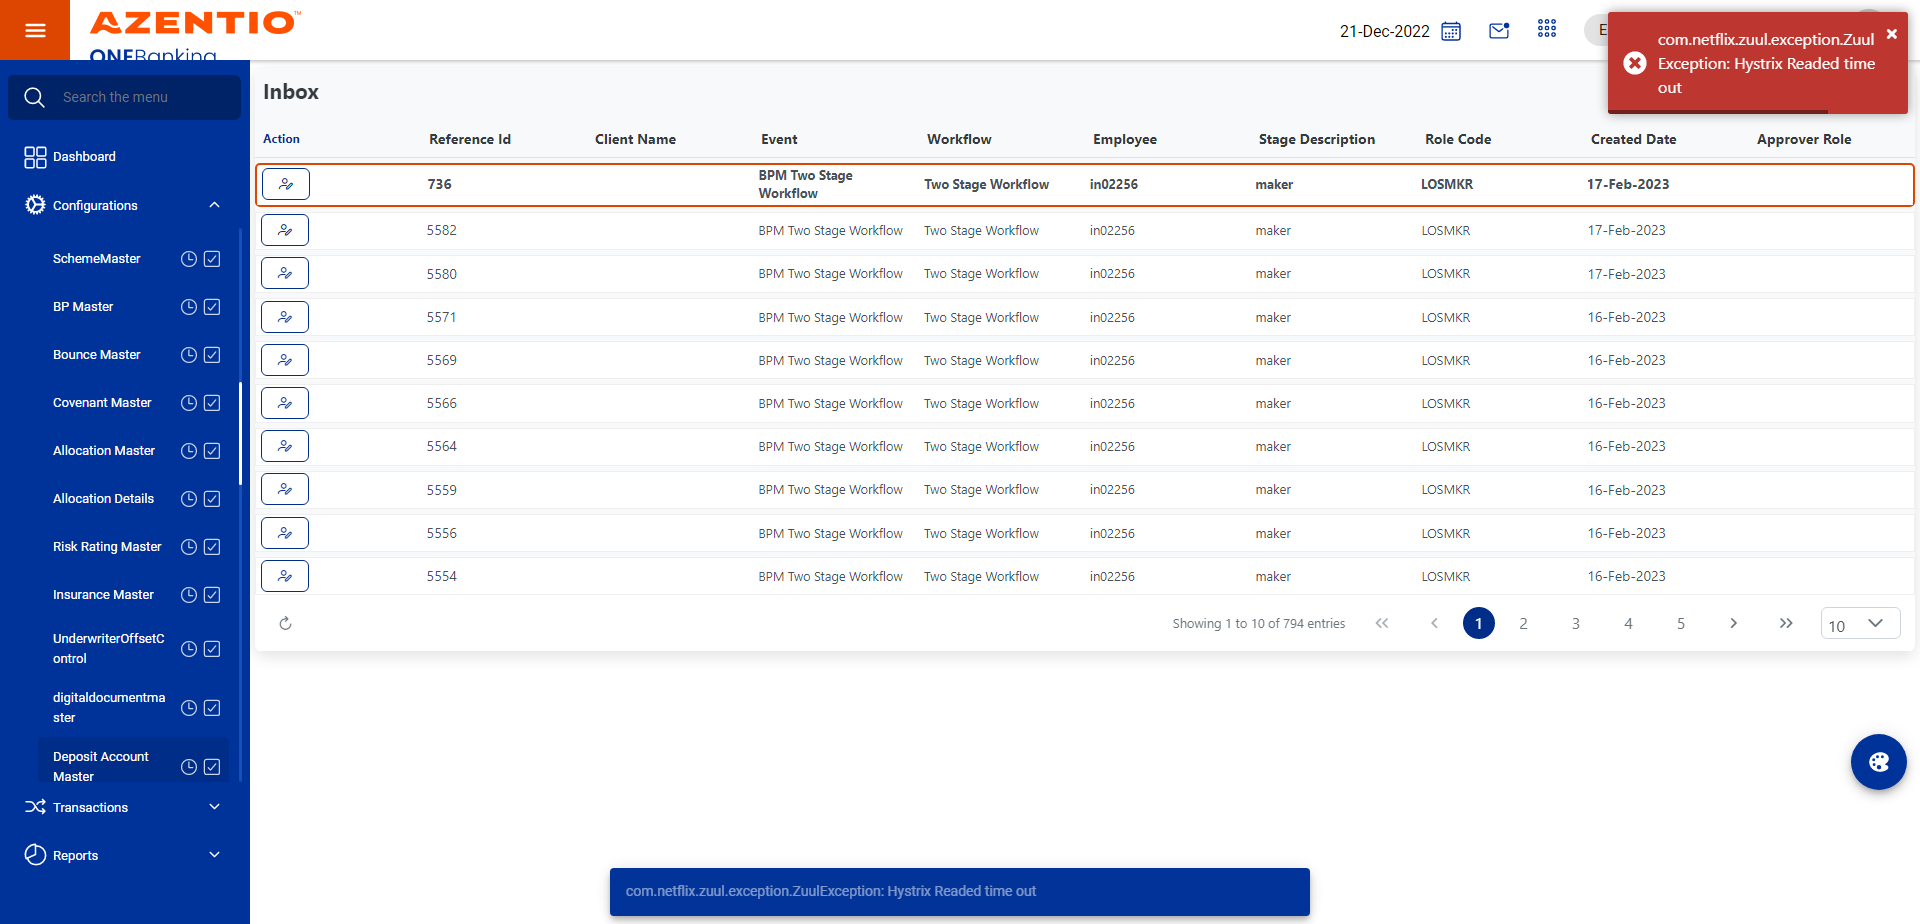 AZENTIO™
ONEBanking
21-Dec-2022
E
com.netflix.zuul.exception.Zuul
Exception: Hystrix Readed time
out
Search the menu
Dashboard
Configurations
SchemeMaster
BP Master
Bounce Master
Covenant Master
Allocation Master
Allocation Details
Risk Rating Master
Insurance Master
UnderwriterOffsetC
ontrol
digitaldocumentma
ster
Deposit Account
Master
Transactions
Reports
Inbox
Action Reference Id Client Name Event Workflow Employee Stage Description Role Code Created Date Approver Role
736 BPM Two Stage Workflow Two Stage Workflow in02256 maker LOSMKR 17-Feb-2023
5582 BPM Two Stage Workflow Two Stage Workflow in02256 maker LOSMKR 17-Feb-2023
5580 BPM Two Stage Workflow Two Stage Workflow in02256 maker LOSMKR 17-Feb-2023
5571 BPM Two Stage Workflow Two Stage Workflow in02256 maker LOSMKR 16-Feb-2023
5569 BPM Two Stage Workflow Two Stage Workflow in02256 maker LOSMKR 16-Feb-2023
5566 BPM Two Stage Workflow Two Stage Workflow in02256 maker LOSMKR 16-Feb-2023
5564 BPM Two Stage Workflow Two Stage Workflow in02256 maker LOSMKR 16-Feb-2023
5559 BPM Two Stage Workflow Two Stage Workflow in02256 maker LOSMKR 16-Feb-2023
5556 BPM Two Stage Workflow Two Stage Workflow in02256 maker LOSMKR 16-Feb-2023
5554 BPM Two Stage Workflow Two Stage Workflow in02256 maker LOSMKR 16-Feb-2023
Showing 1 to 10 of 794 entries 1 2 3 4 5 10
com.netflix.zuul.exception.ZuulException: Hystrix Readed time out